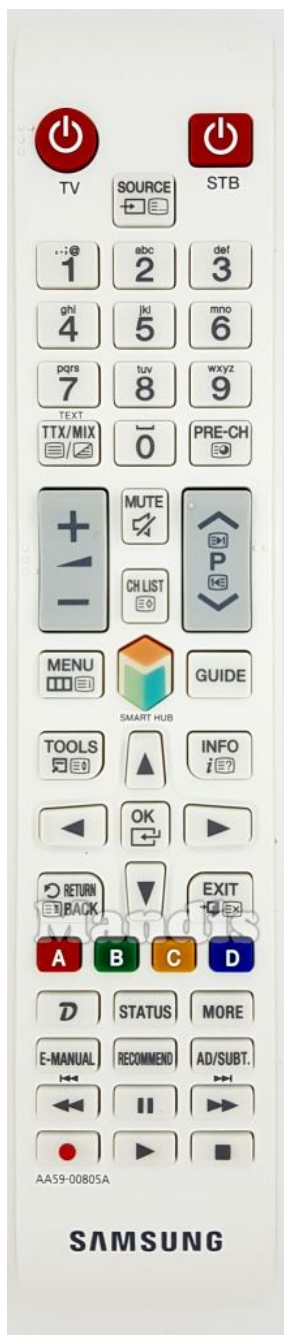 TV
STB
SOURCE
.-:;@ abc def
1 2 3
ghi jkl mno
4 5 6
pqrs tuv wxyz
7 8 9
TEXT
TTX/MIX 0 PRE-CH
MUTE
+ P
−
CH LIST
MENU GUIDE
SMART HUB
TOOLS INFO
i
OK
RETURN EXIT
BACK
Mandis
A B C D
D STATUS MORE
E-MANUAL RECOMMEND AD/SUBT.
AA59-00805A
SAMSUNG